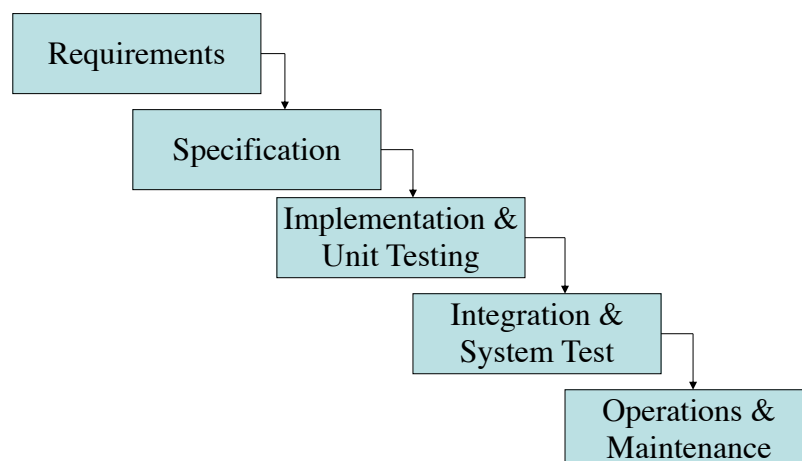 Requirements
Specification
Implementation &
Unit Testing
Integration &
System Test
Operations &
Maintenance